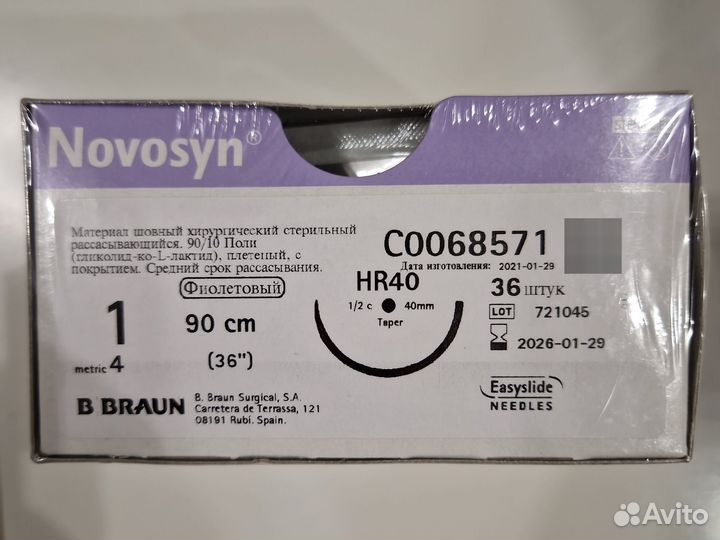 Novosyn®
Материал шовный хирургический стерильный
рассасывающийся. 90/10 Поли
(гликолид-ко-L-лактид), плетеный, с
покрытием. Средний срок рассасывания.
Фиолетовый
1
metric 4
90 cm
(36")
HR40
1/2 c 40mm
Taper
C0068571
Дата изготовления: 2021-01-29
36 штук
LOT 721045
2026-01-29
Easyslide
NEEDLES
B BRAUN
B. Braun Surgical, S.A.
Carretera de Terrassa, 121
08191 Rubí. Spain.
Avito